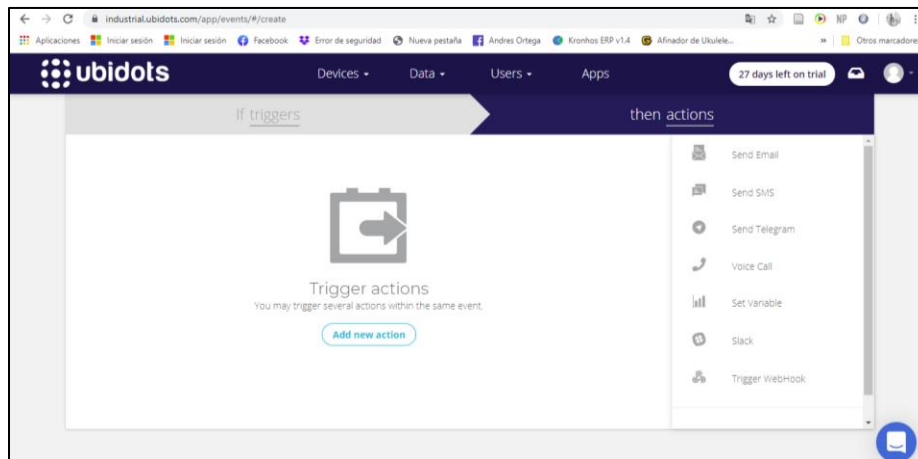 industrial.ubidots.com/app/events/#/create
NP
Aplicaciones Iniciar sesión Iniciar sesión Facebook Error de seguridad Nueva pestaña Andres Ortega Kronhos ERP v1.4 Afinador de Ukulele... » Otros marcadores
ubidots Devices Data Users Apps 27 days left on trial
If triggers then actions
Send Email
Send SMS
Send Telegram
Voice Call
Set Variable
Slack
Trigger WebHook
Trigger actions
You may trigger several actions within the same event.
Add new action